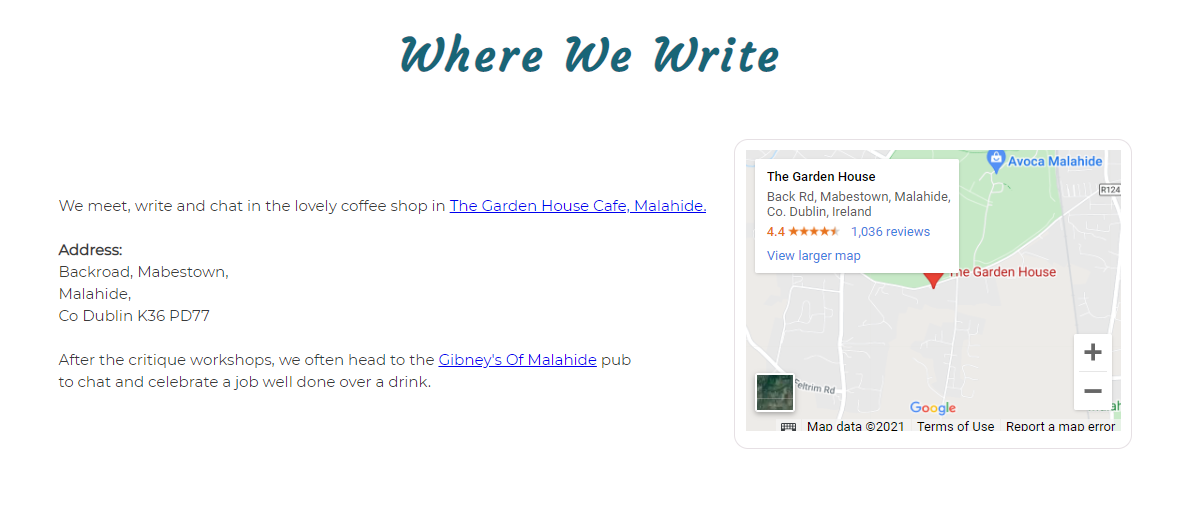 Where We Write
We meet, write and chat in the lovely coffee shop in The Garden House Cafe, Malahide.
Address:
Backroad, Mabestown,
Malahide,
Co Dublin K36 PD77
After the critique workshops, we often head to the Gibney's Of Malahide pub
to chat and celebrate a job well done over a drink.
The Garden House
Back Rd, Mabestown, Malahide,
Co. Dublin, Ireland
4.4 1,036 reviews
View larger map
Avoca Malahide
R124
The Garden House
Feltrim Rd
Google
Map data ©2021 Terms of Use Report a map error